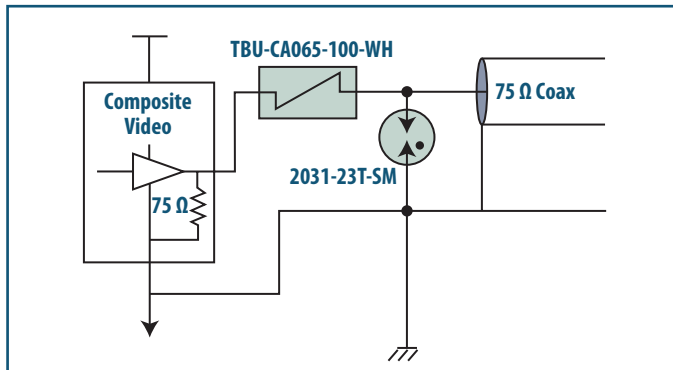 TBU-CA065-100-WH
Composite
Video
75 Ω Coax
2031-23T-SM
75 Ω